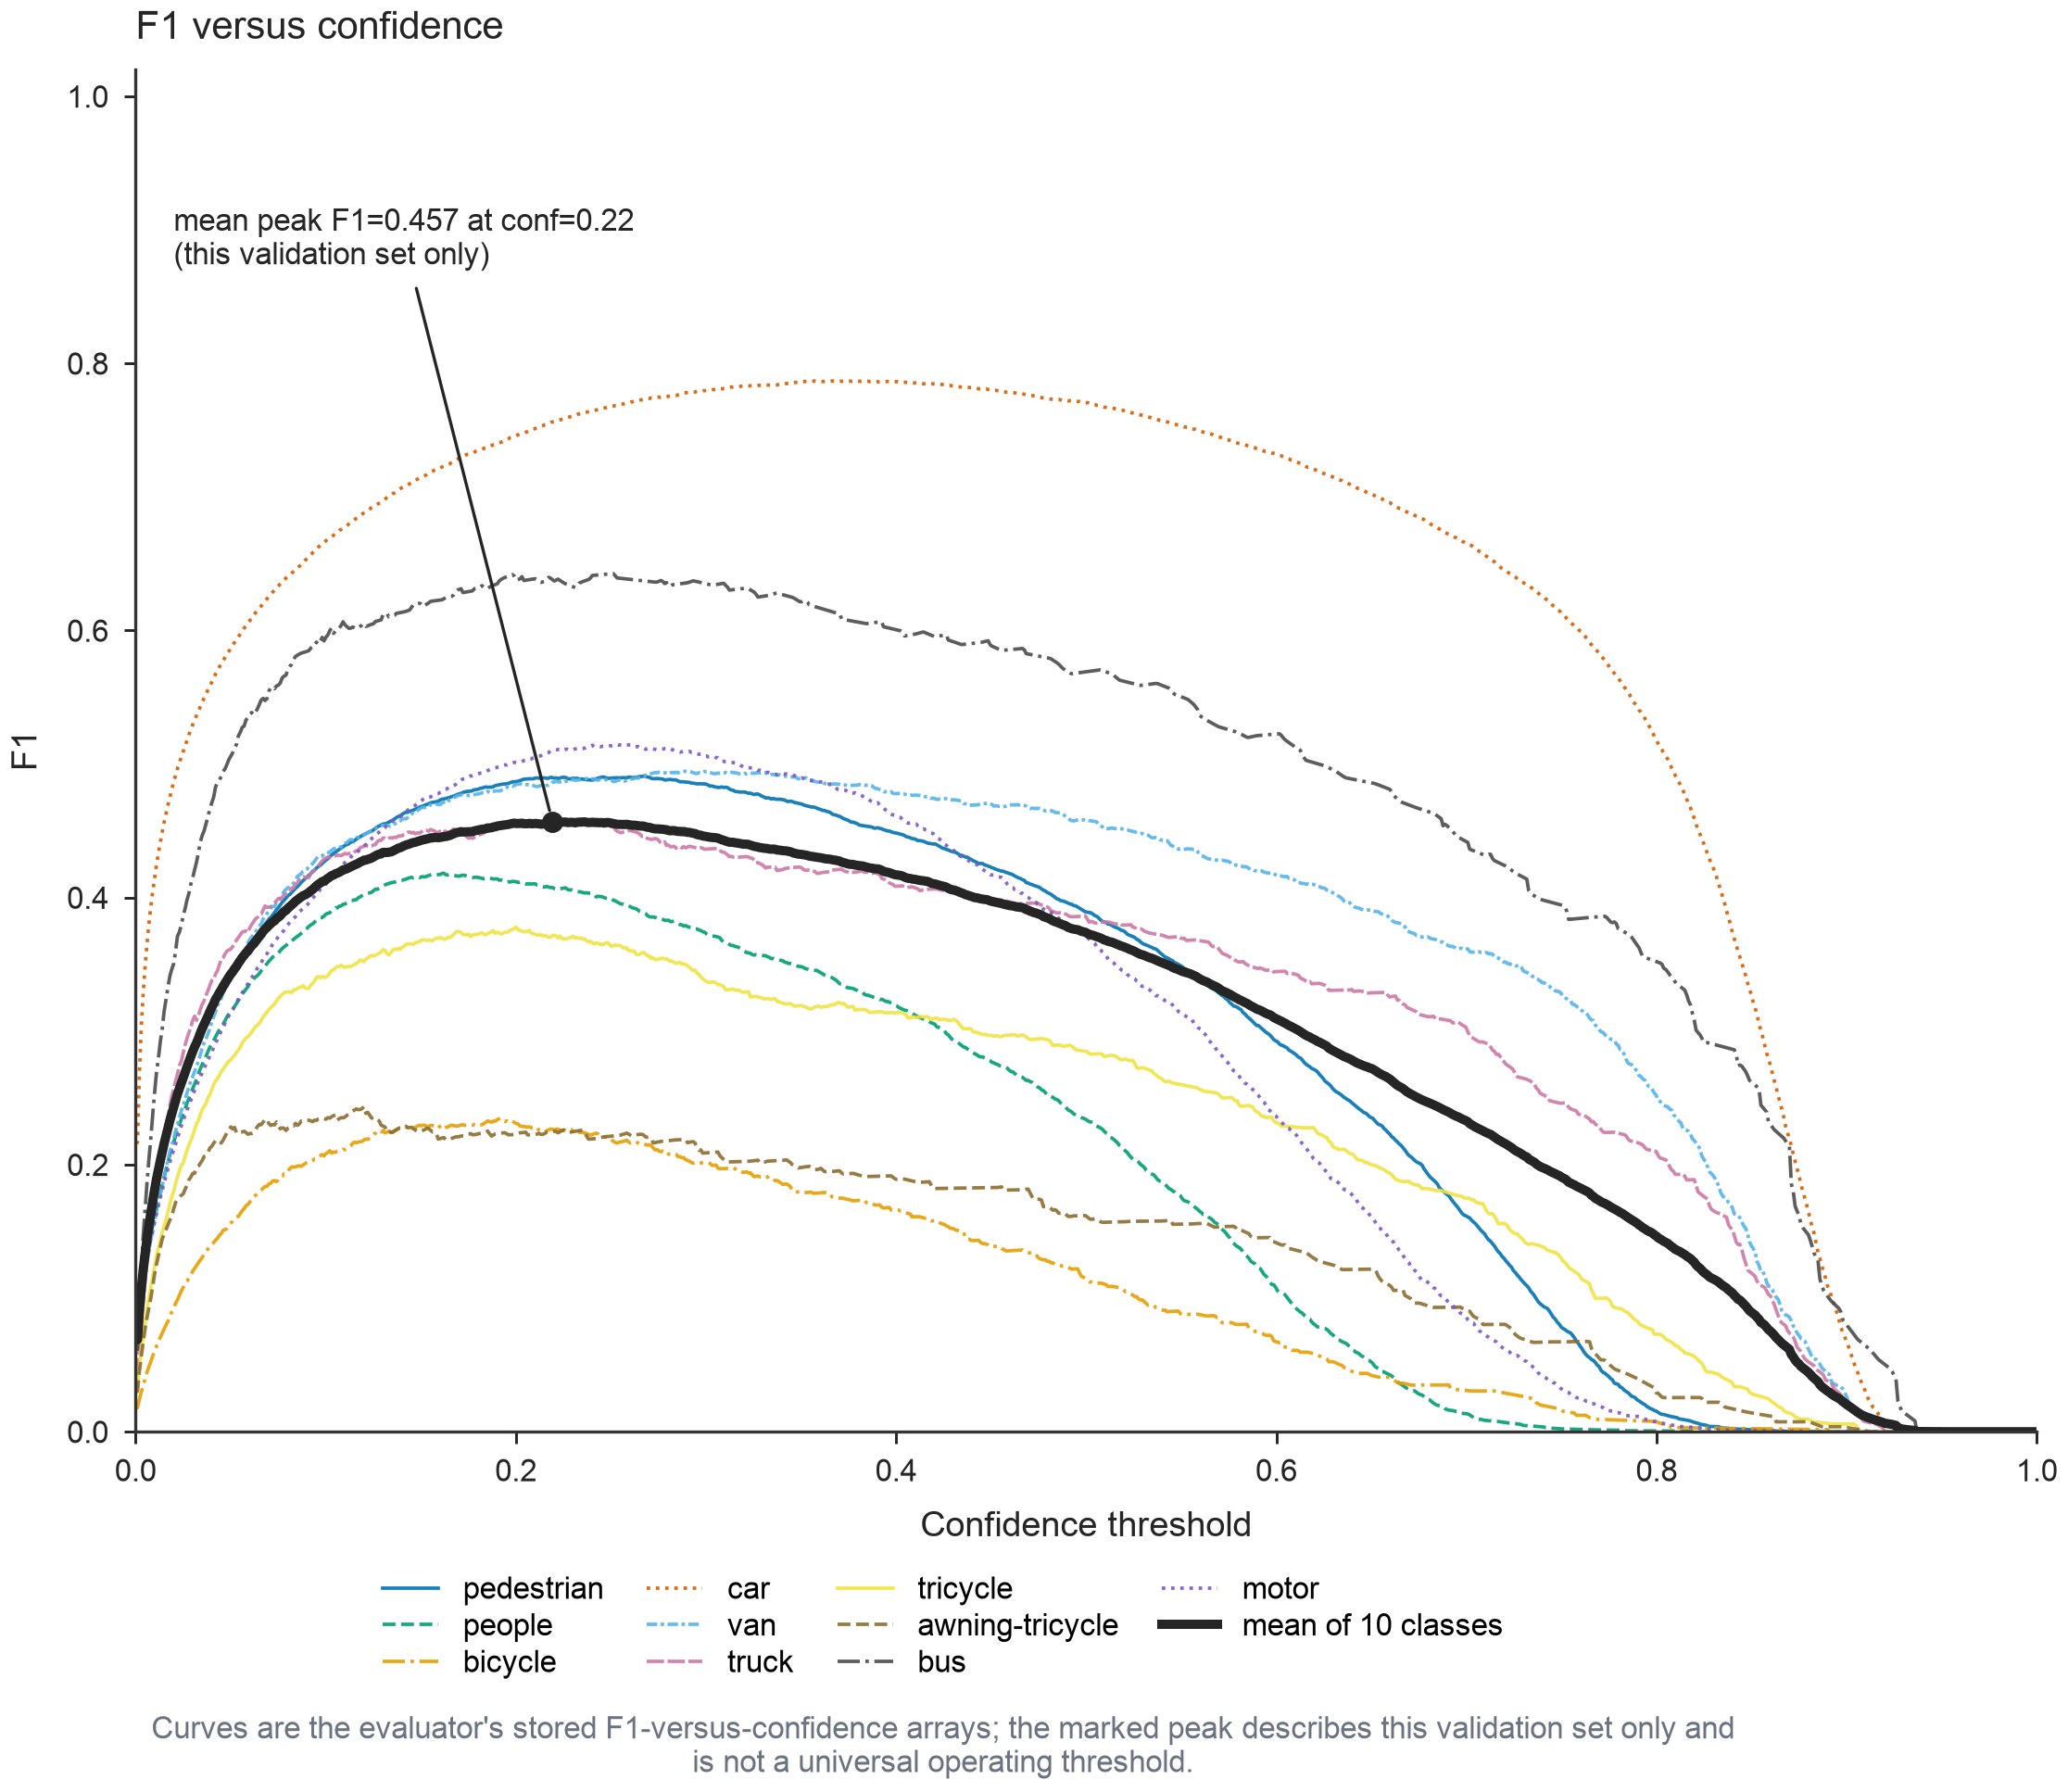 F1 versus confidence
1.0
mean peak F1=0.457 at conf=0.22
(this validation set only)
0.8
0.6
F1
0.4
0.2
0.0
0.0 0.2 0.4 0.6 0.8 1.0
Confidence threshold
pedestrian car tricycle motor
people van awning-tricycle mean of 10 classes
bicycle truck bus
Curves are the evaluator's stored F1-versus-confidence arrays; the marked peak describes this validation set only and
is not a universal operating threshold.